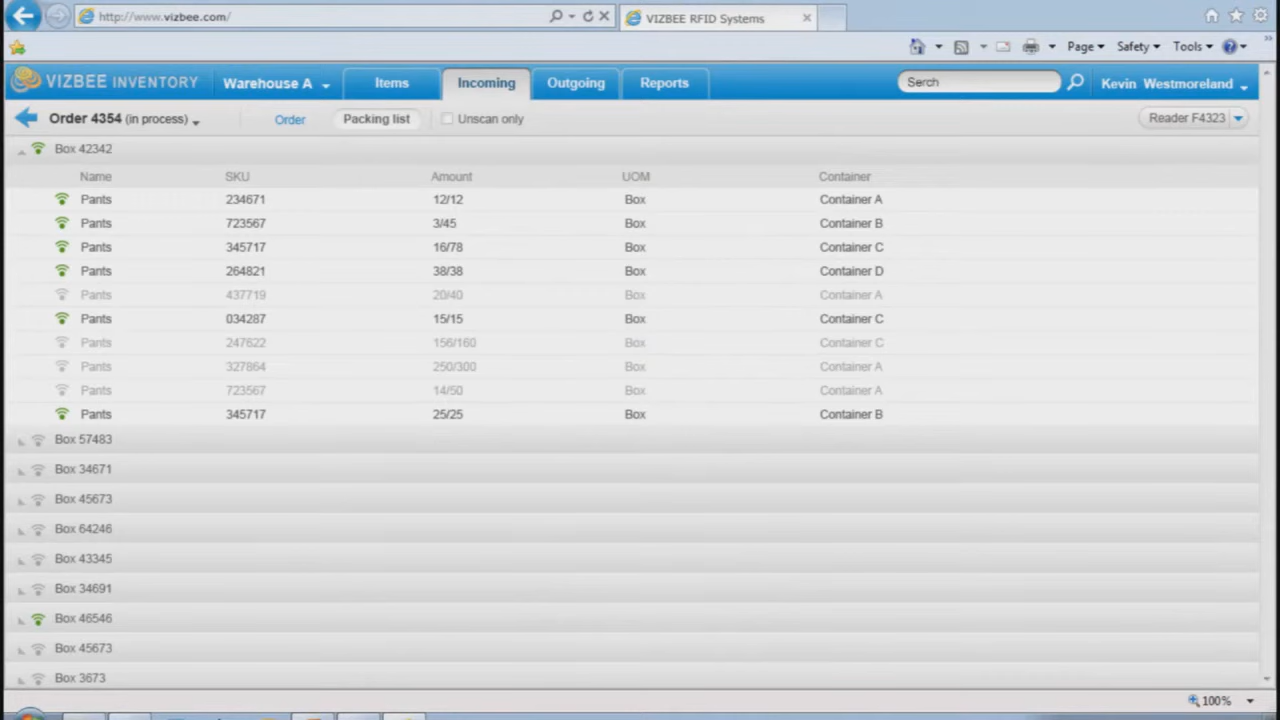 http://www.vizbee.com/ VIZBEE RFID Systems
Page Safety Tools
VIZBEE INVENTORY Warehouse A Items Incoming Outgoing Reports Serch Kevin Westmoreland
Order 4354 (in process) Order Packing list Unscan only Reader F4323
Box 42342
Name SKU Amount UOM Container
Pants 234671 12/12 Box Container A
Pants 723567 3/45 Box Container B
Pants 345717 16/78 Box Container C
Pants 264821 38/38 Box Container D
Pants 437719 20/40 Box Container A
Pants 034287 15/15 Box Container C
Pants 247622 156/160 Box Container C
Pants 327864 250/300 Box Container A
Pants 723567 14/50 Box Container A
Pants 345717 25/25 Box Container B
Box 57483
Box 34671
Box 45673
Box 64246
Box 43345
Box 34691
Box 46546
Box 45673
Box 3673
100%